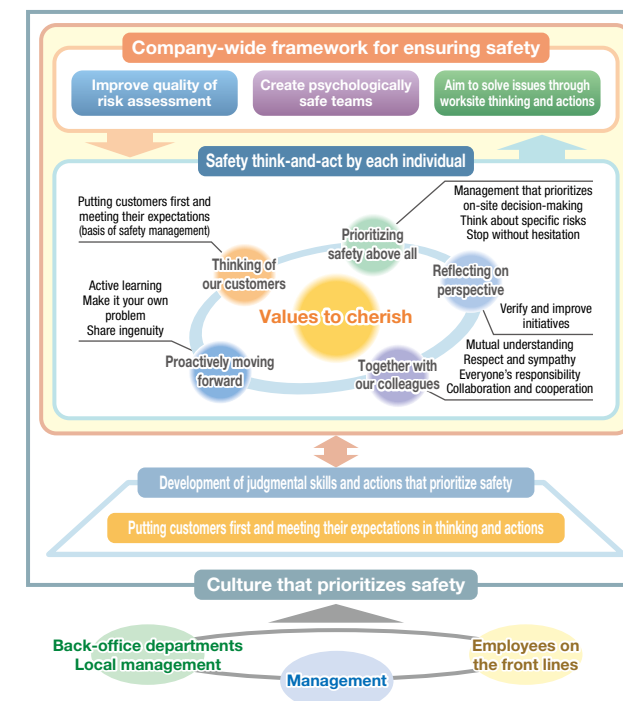 Company-wide framework for ensuring safety
Improve quality of
risk assessment
Create psychologically
safe teams
Aim to solve issues through
worksite thinking and actions
Safety think-and-act by each individual
Putting customers first and
meeting their expectations
(basis of safety management)
Management that prioritizes
on-site decision-making
Think about specific risks
Stop without hesitation
Prioritizing
safety above all
Thinking of
our customers
Reflecting on
perspective
Active learning
Make it your own
problem
Share ingenuity
Values to cherish
Verify and improve
initiatives
Mutual understanding
Respect and sympathy
Everyone's responsibility
Collaboration and cooperation
Proactively moving
forward
Together with
our colleagues
Development of judgmental skills and actions that prioritize safety
Putting customers first and meeting their expectations in thinking and actions
Culture that prioritizes safety
Back-office departments
Local management
Employees on
the front lines
Management